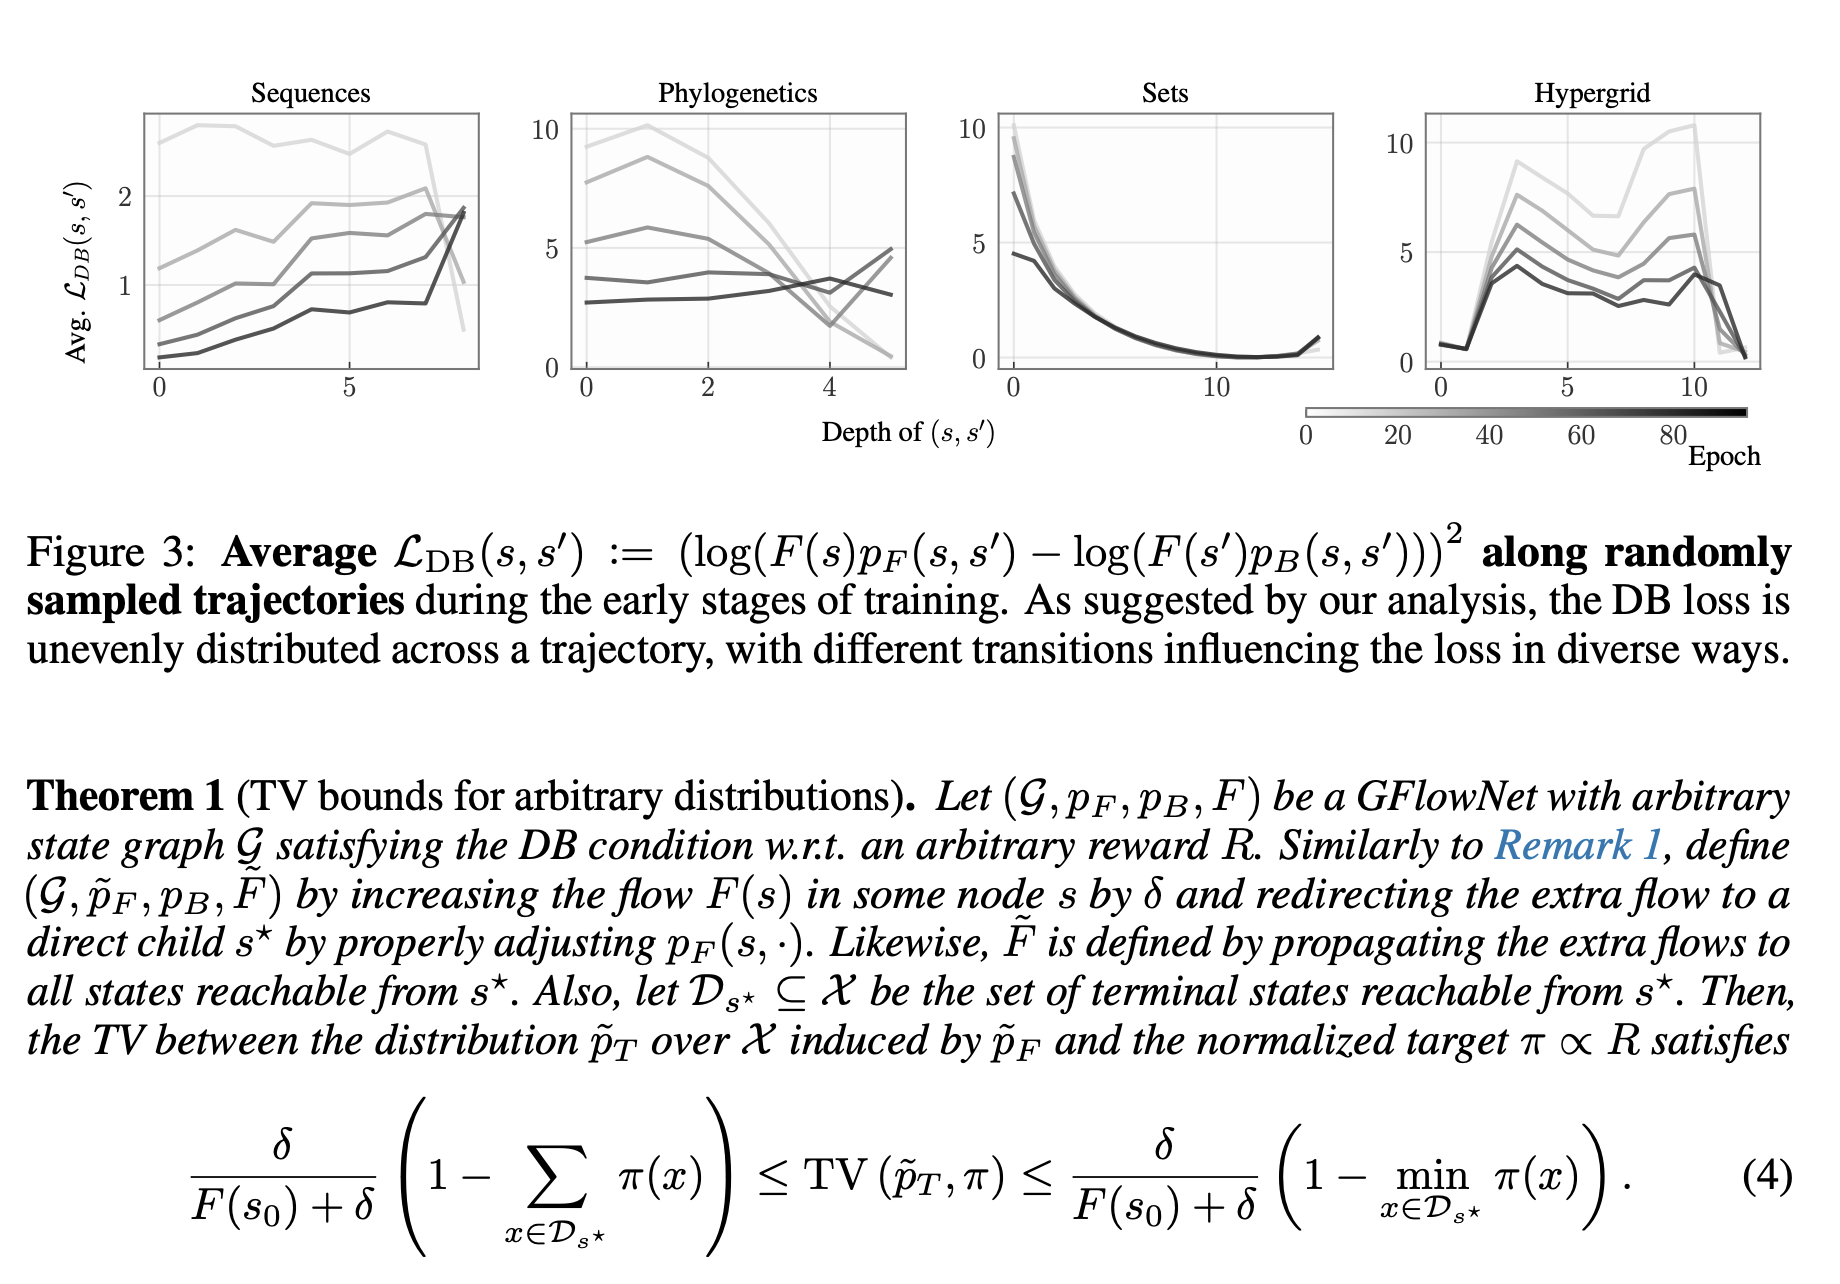 Sequences Phylogenetics Sets Hypergrid
Avg. ℒ_DB(s, s′)
2
1
0 5
10
5
0
0 2 4
10
5
0
0 10
10
5
0
0 5 10
Depth of (s, s′)
0 20 40 60 80
Epoch
Figure 3: Average ℒ_DB(s, s′) := (log(F(s)p_F(s, s′) − log(F(s′)p_B(s, s′)))² along randomly
sampled trajectories during the early stages of training. As suggested by our analysis, the DB loss is
unevenly distributed across a trajectory, with different transitions influencing the loss in diverse ways.
Theorem 1 (TV bounds for arbitrary distributions). Let (𝒢, p_F, p_B, F) be a GFlowNet with arbitrary
state graph 𝒢 satisfying the DB condition w.r.t. an arbitrary reward R. Similarly to Remark 1, define
(𝒢, p̃_F, p_B, F̃) by increasing the flow F(s) in some node s by δ and redirecting the extra flow to a
direct child s⋆ by properly adjusting p_F(s, ·). Likewise, F̃ is defined by propagating the extra flows to
all states reachable from s⋆. Also, let 𝒟_s⋆ ⊆ 𝒳 be the set of terminal states reachable from s⋆. Then,
the TV between the distribution p̃_T over 𝒳 induced by p̃_F and the normalized target π ∝ R satisfies
δ/(F(s₀) + δ) (1 − ∑_{x∈𝒟_s⋆} π(x)) ≤ TV (p̃_T, π) ≤ δ/(F(s₀) + δ) (1 − min_{x∈𝒟_s⋆} π(x)). (4)